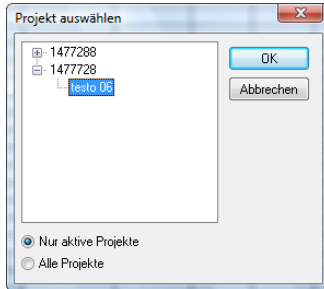 Projekt auswählen
1477288
1477728
testo 06
OK
Abbrechen
Nur aktive Projekte
Alle Projekte